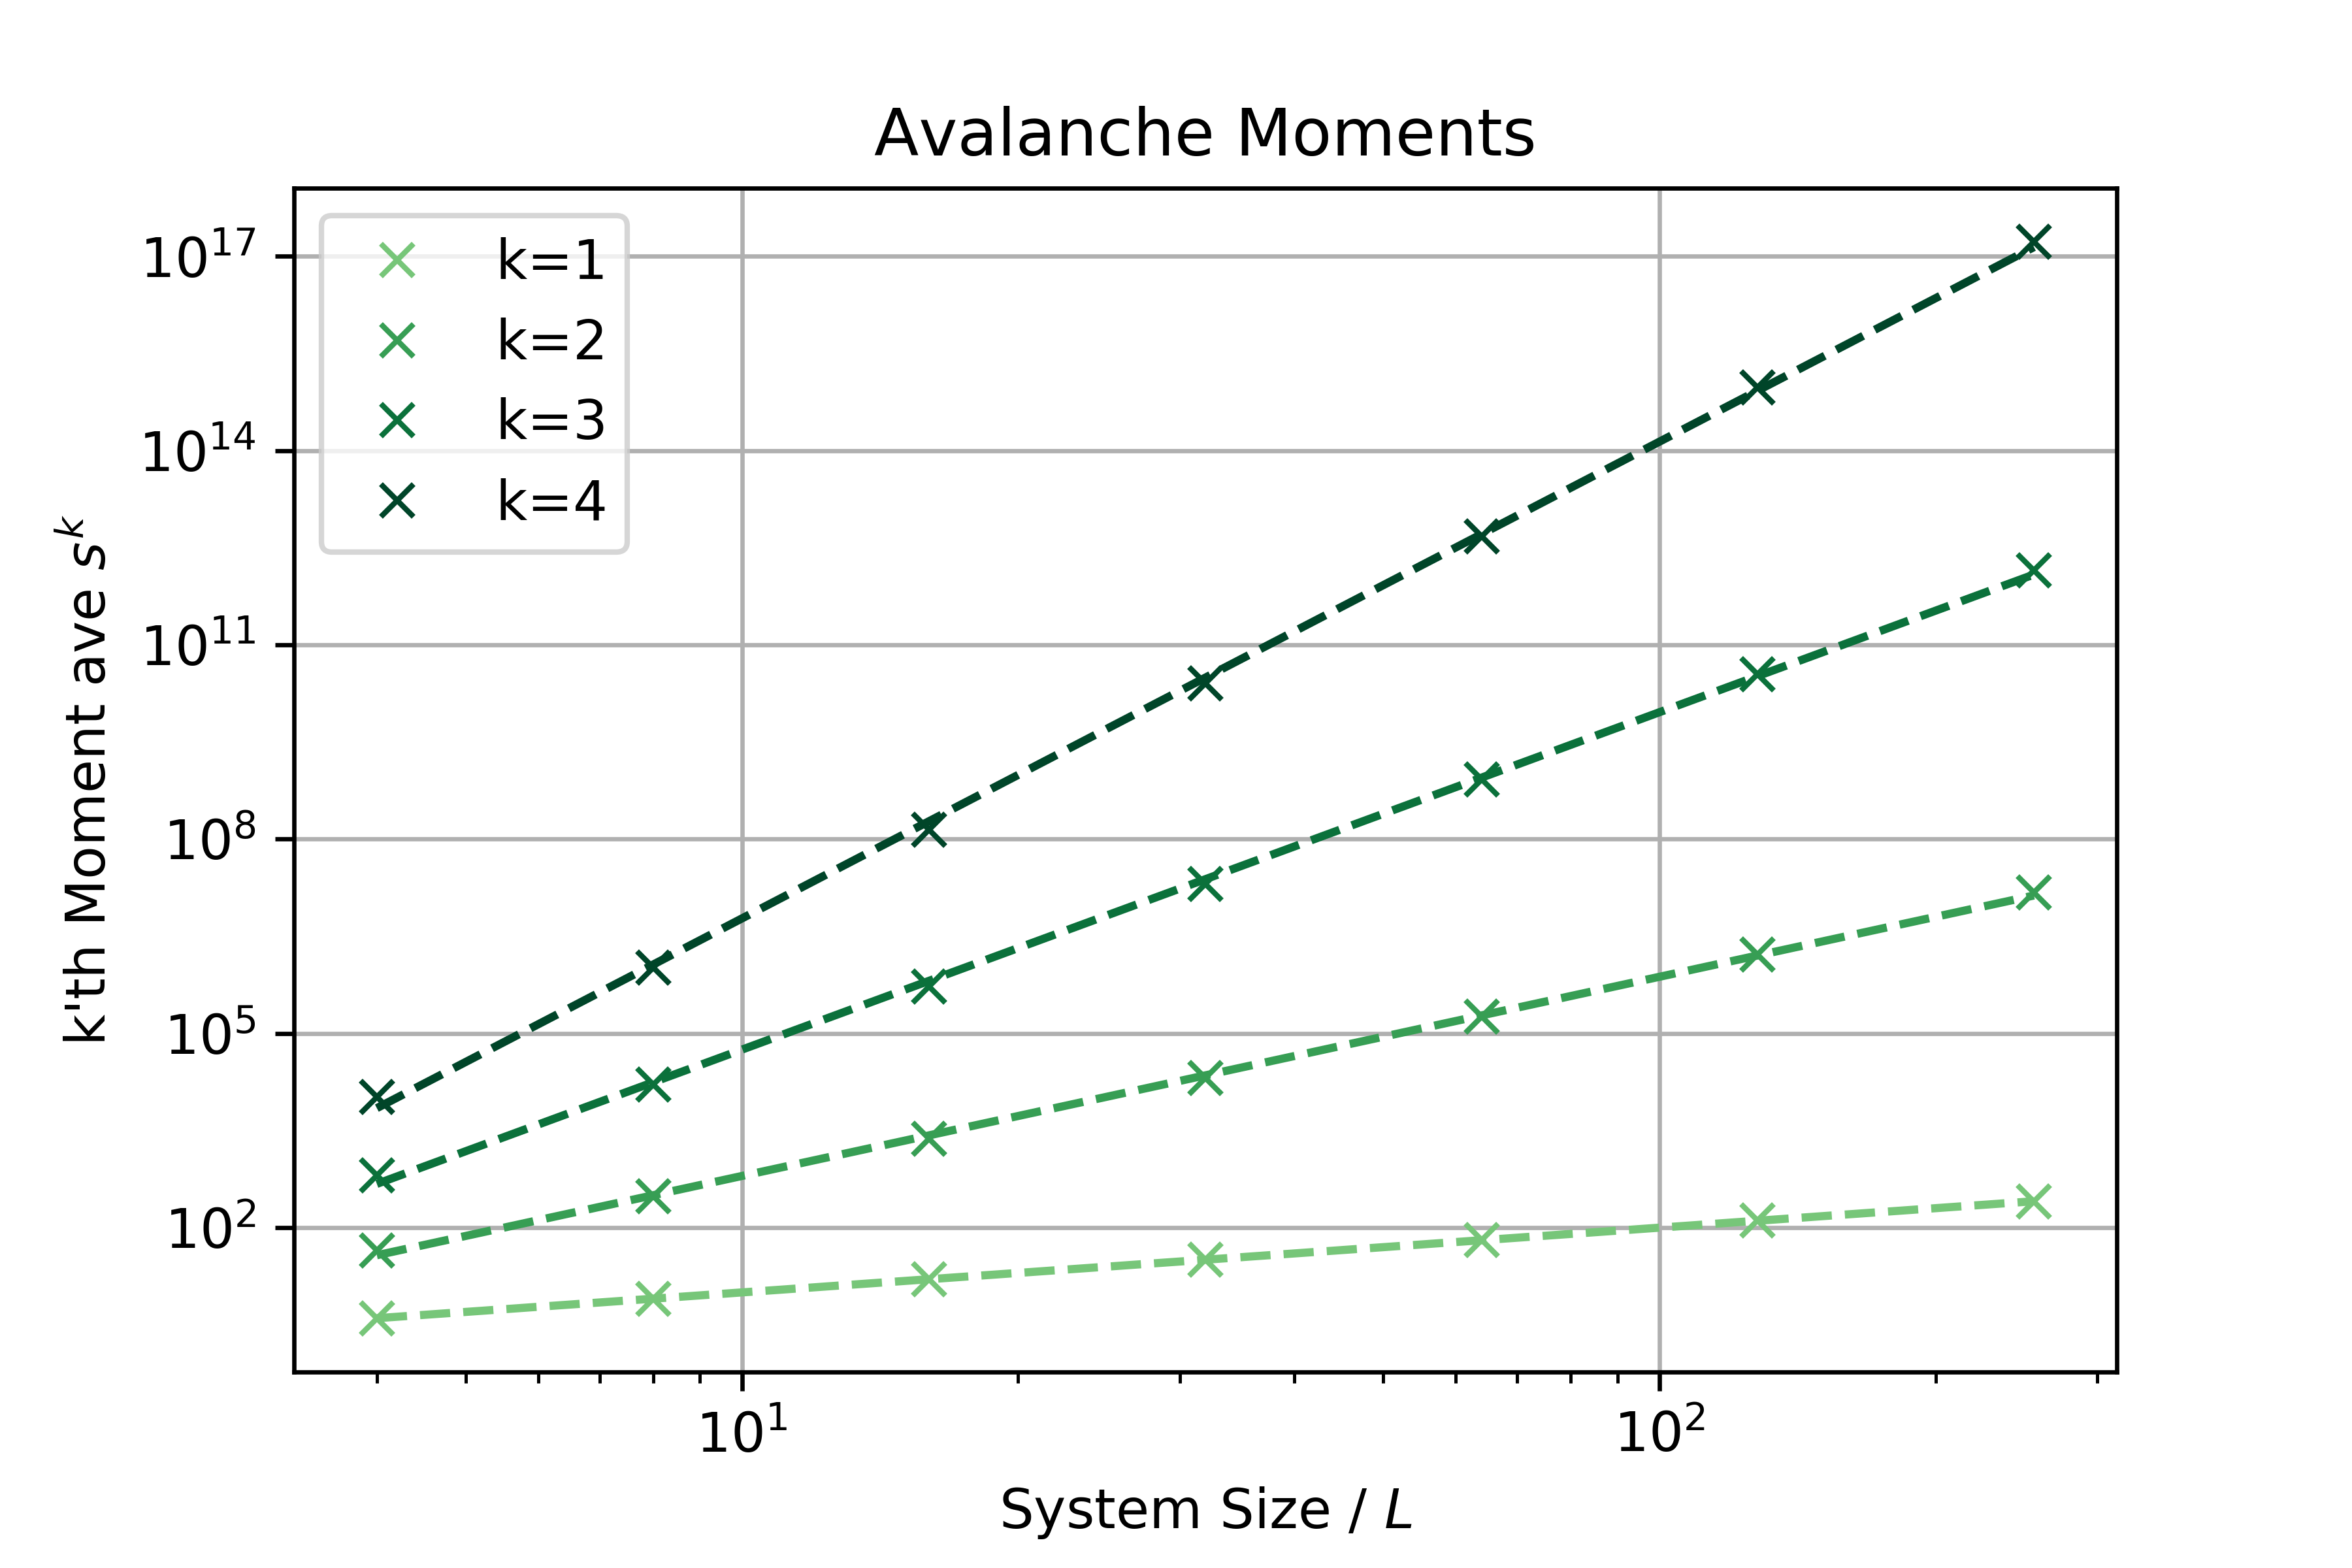 Avalanche Moments
k=1
k=2
k=3
k=4
k'th Moment ave s^k
10^17
10^14
10^11
10^8
10^5
10^2
10^1
10^2
System Size / L